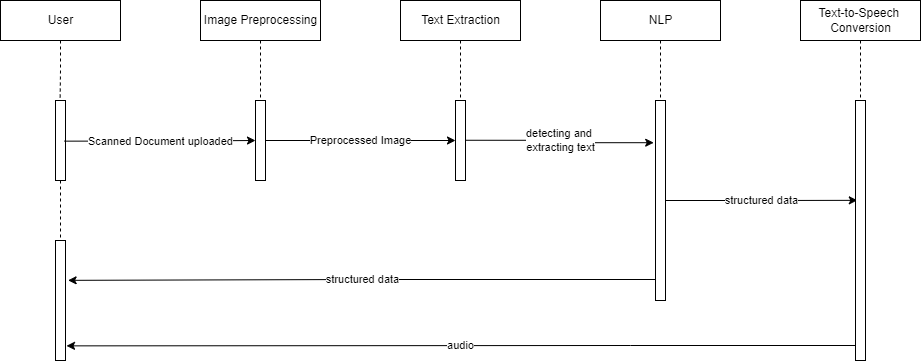 User
Image Preprocessing
Text Extraction
NLP
Text-to-Speech
Conversion
Scanned Document uploaded
Preprocessed Image
detecting and
extracting text
structured data
structured data
audio